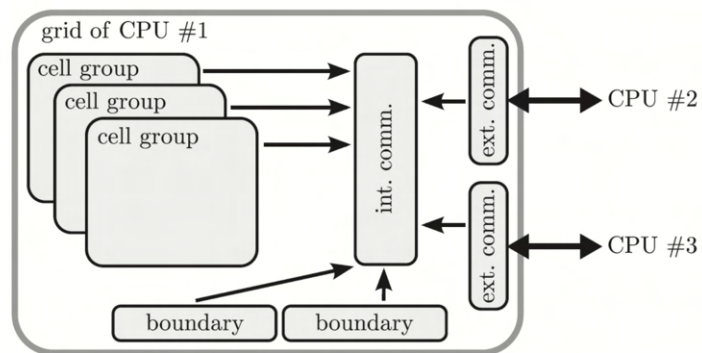 grid of CPU #1
cell group
cell group
cell group
int. comm.
ext. comm.
CPU #2
ext. comm.
CPU #3
boundary
boundary